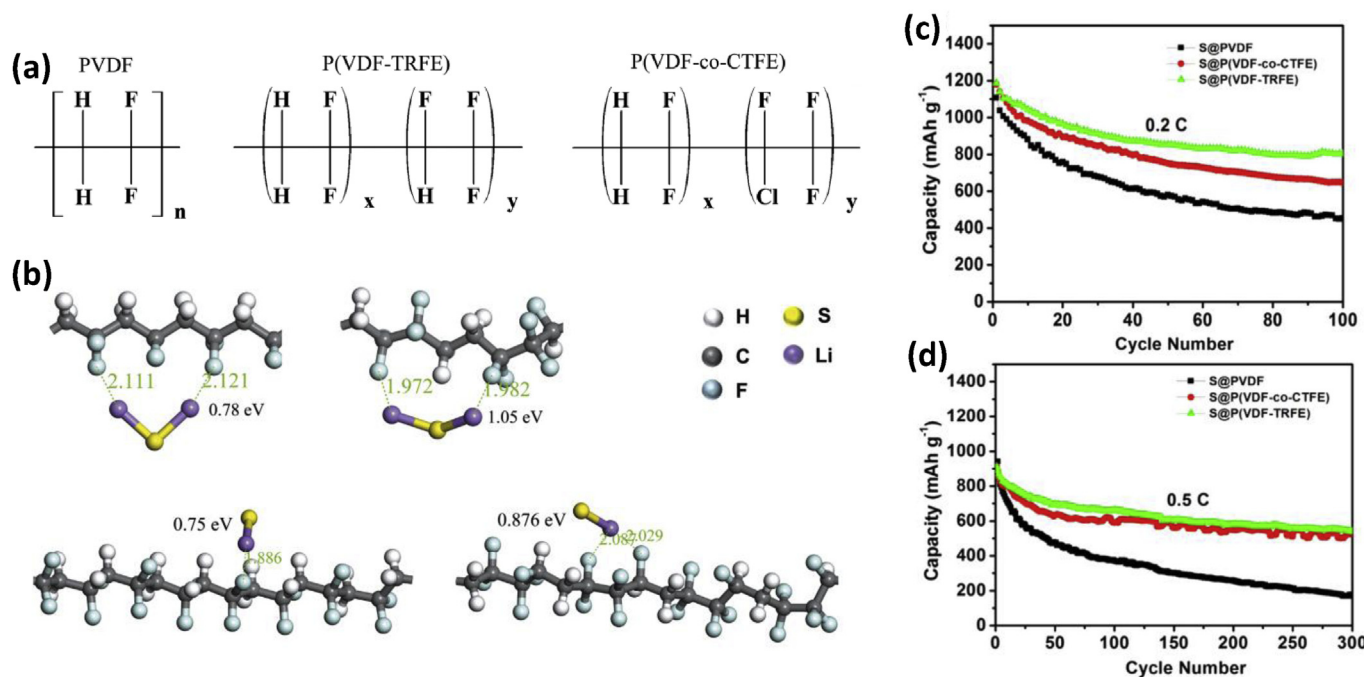 (a)
PVDF
P(VDF-TRFE)
P(VDF-co-CTFE)
H F
H F
n
H F
H F
x
F F
H F
y
H F
H F
x
F F
Cl F
y
(b)
2.111
2.121
0.78 eV
1.972
1.982
1.05 eV
H
S
C
Li
F
0.75 eV
1.886
0.876 eV
2.087
2.029
(c)
1400
1200
1000
800
600
400
200
0
Capacity (mAh g⁻¹)
S@PVDF
S@P(VDF-co-CTFE)
S@P(VDF-TRFE)
0.2 C
0 20 40 60 80 100
Cycle Number
(d)
1400
1200
1000
800
600
400
200
0
Capacity (mAh g⁻¹)
S@PVDF
S@P(VDF-co-CTFE)
S@P(VDF-TRFE)
0.5 C
0 50 100 150 200 250 300
Cycle Number